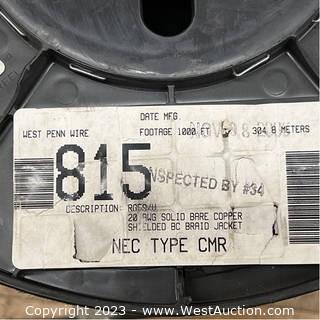 DATE MFG.
WEST PENN WIRE
FOOTAGE 1000 FT
304.8 METERS
815
INSPECTED BY #34
DESCRIPTION: RG59/U
20 AWG SOLID BARE COPPER
SHIELDED BC BRAID JACKET
NEC TYPE CMR
Copyright 2023 - www.WestAuction.com